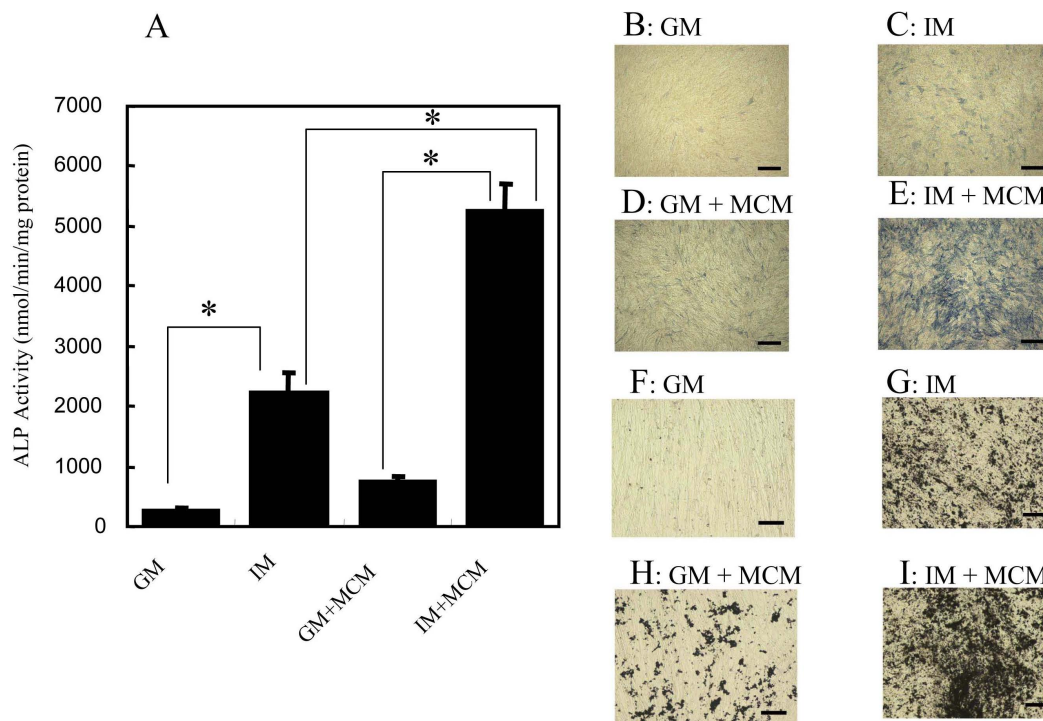 A
ALP Activity (nmol/min/mg protein)
7000
6000
5000
4000
3000
2000
1000
0
*
*
*
GM
IM
GM+MCM
IM+MCM
B: GM
C: IM
D: GM + MCM
E: IM + MCM
F: GM
G: IM
H: GM + MCM
I: IM + MCM